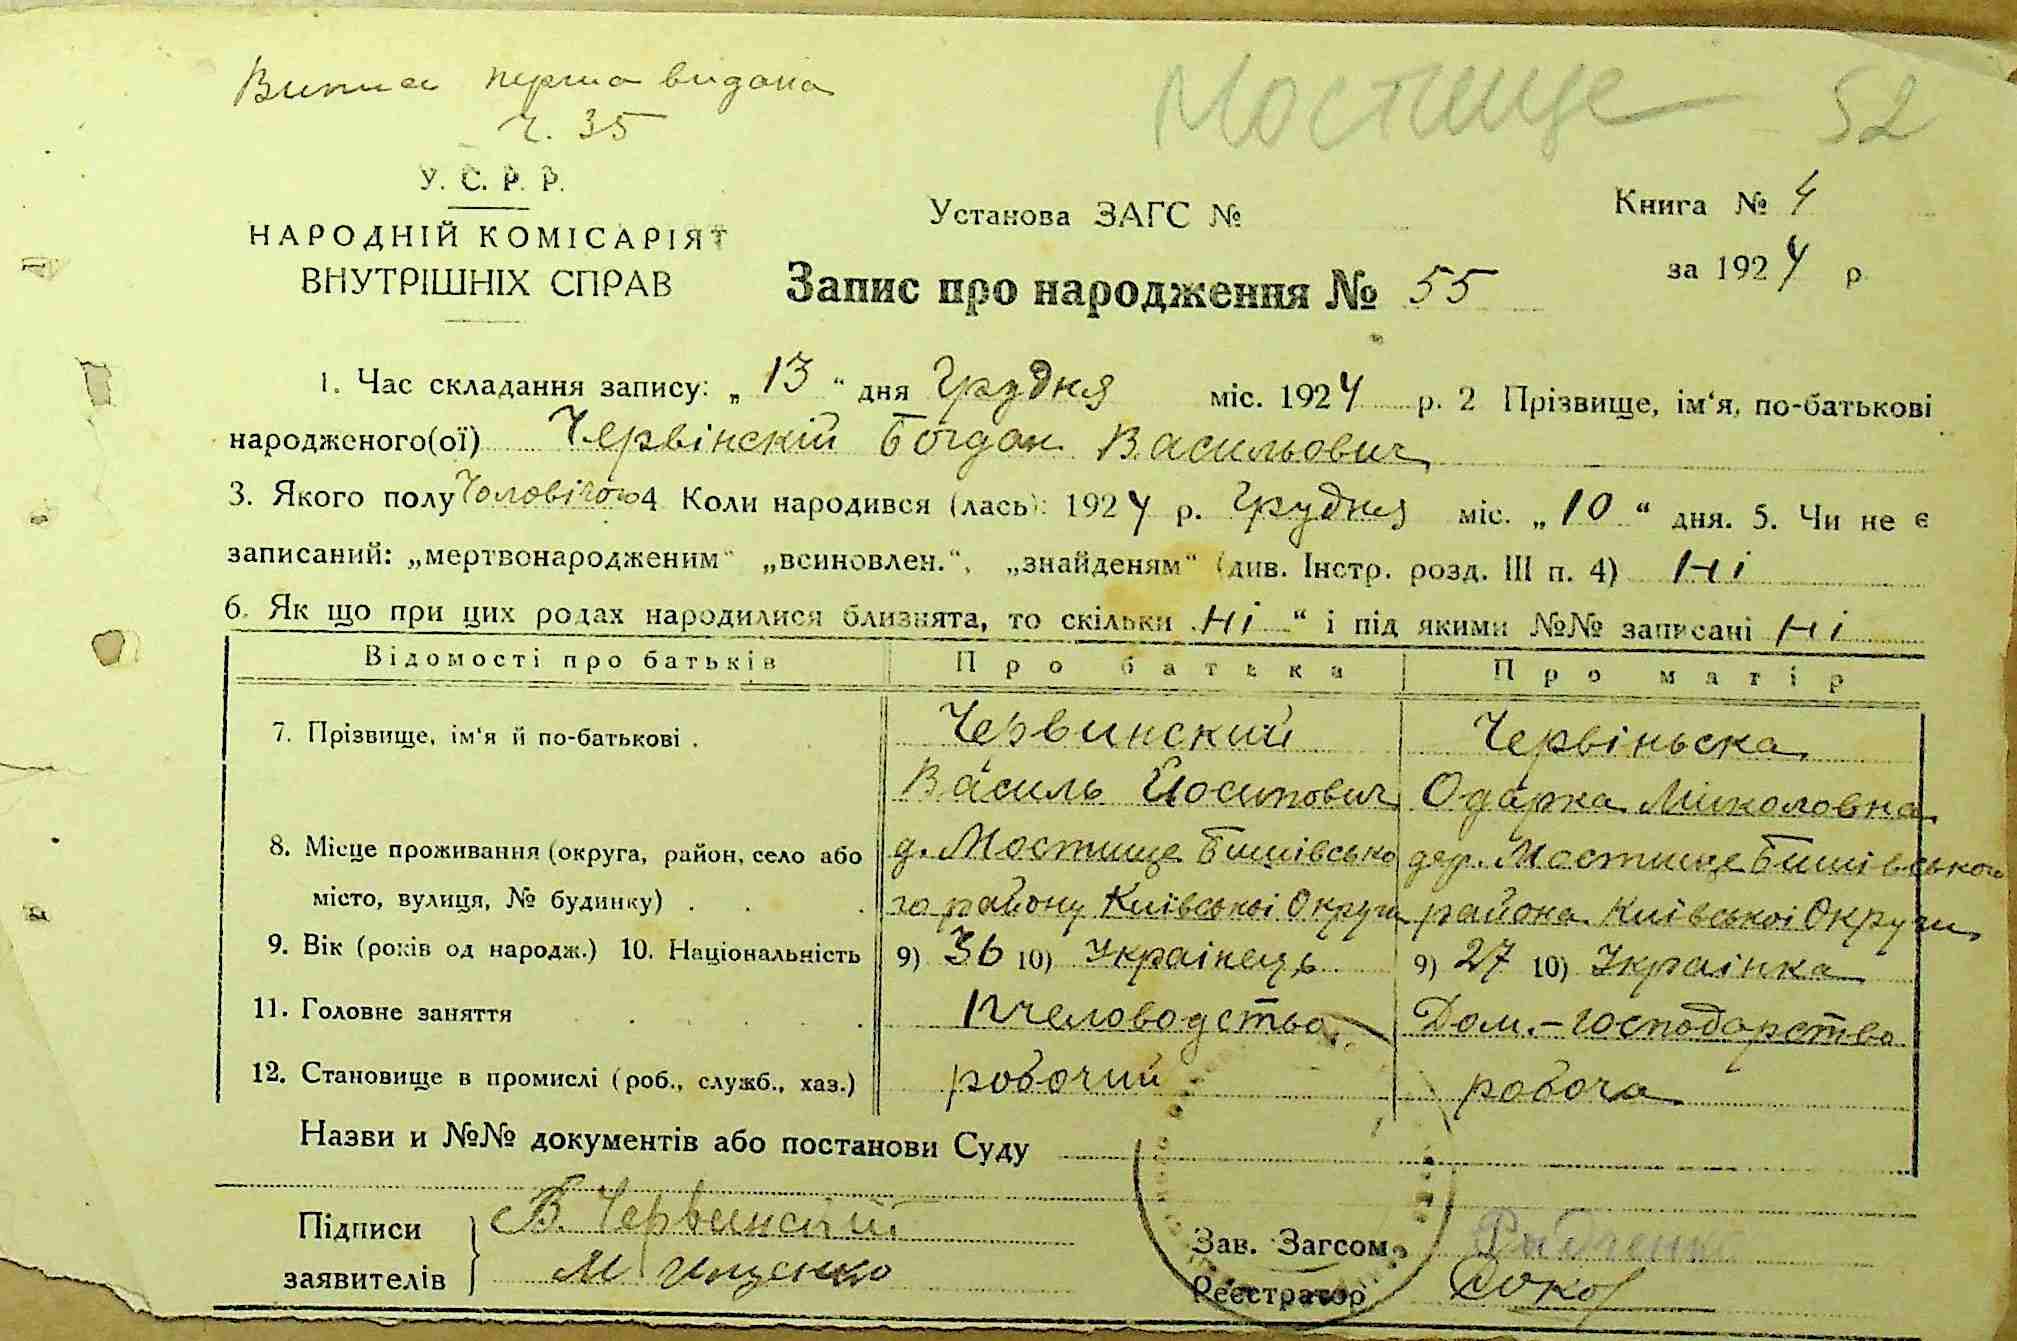 Випись перша видана
ч. 35
Мостище 52
У. С. Р. Р.
НАРОДНІЙ КОМІСАРІЯТ
ВНУТРІШНІХ СПРАВ
Установа ЗАГС №
Книга № 4
за 1924 р
Запис про народження № 55
1. Час складання запису: „ 13 “ дня Грудня міс. 1924 р. 2 Прізвище, ім‘я, по-батькові
народженого(ої) Червінскій Богдан Васильович
3. Якого полу Чоловічого 4 Коли народився (лась): 1924 р. Грудня міс. „ 10 “ дня. 5. Чи не є
записаний: „мертвонародженим“ „всиновлен.“, „знайденям“ (див. Інстр. розд. III п. 4) Ні
6. Як що при цих родах народилися близнята, то скільки Ні “ і під якими №№ записані Ні
Відомості про батьків Про батька Про матір
7. Прізвище, ім‘я й по-батькові . Червинский Червіньска
Василь Йосипович Одарка Миколовна
8. Місце проживання (округа, район, село або д. Мостище Бишівсько дер. Мостище Бишівського
місто, вулиця, № будинку) . . . го району Київської Округи района Київської Округи
9. Вік (років од народж.) 10. Національність 9) 36 10) Українець 9) 27 10) Українка
11. Головне заняття . . . . Пчеловодство Дом.-господарство
12. Становище в промислі (роб., служб., хаз.) робочий робоча
Назви и №№ документів або постанови Суду
Підписи В. Червинский
заявителів М Гищенко
Зав. Загсом
Реєстратор